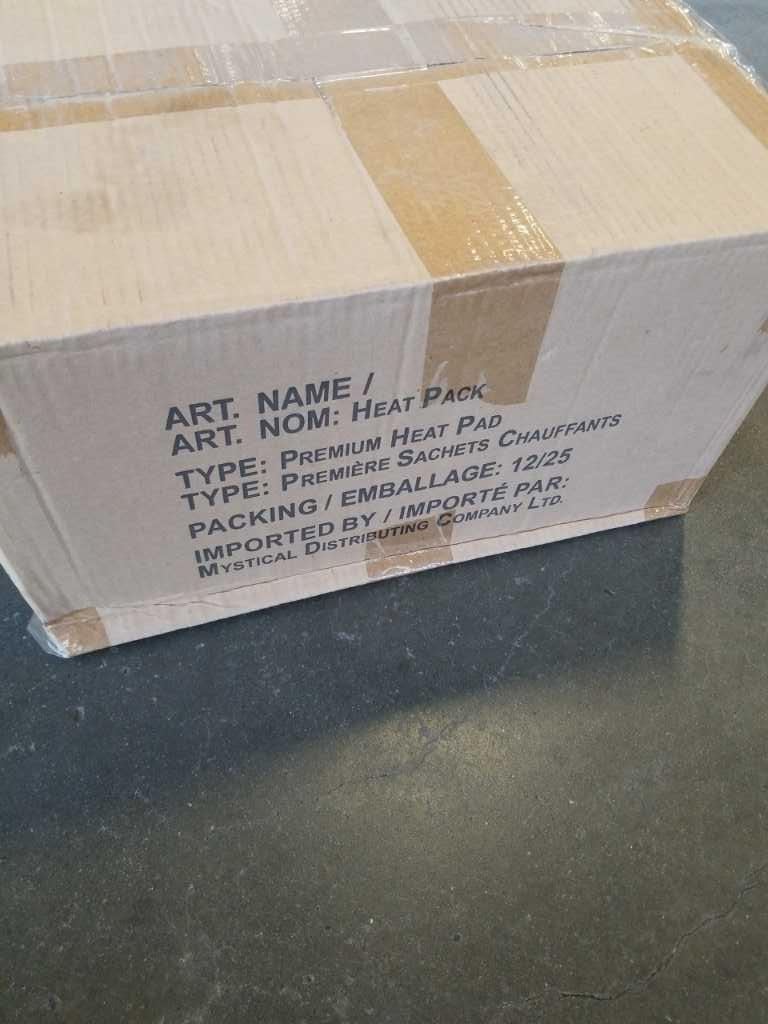 ART. NAME /
ART. NOM: HEAT PACK
TYPE: PREMIUM HEAT PAD
TYPE: PREMIÈRE SACHETS CHAUFFANTS
PACKING / EMBALLAGE: 12/25
IMPORTED BY / IMPORTÉ PAR:
MYSTICAL DISTRIBUTING COMPANY LTD.